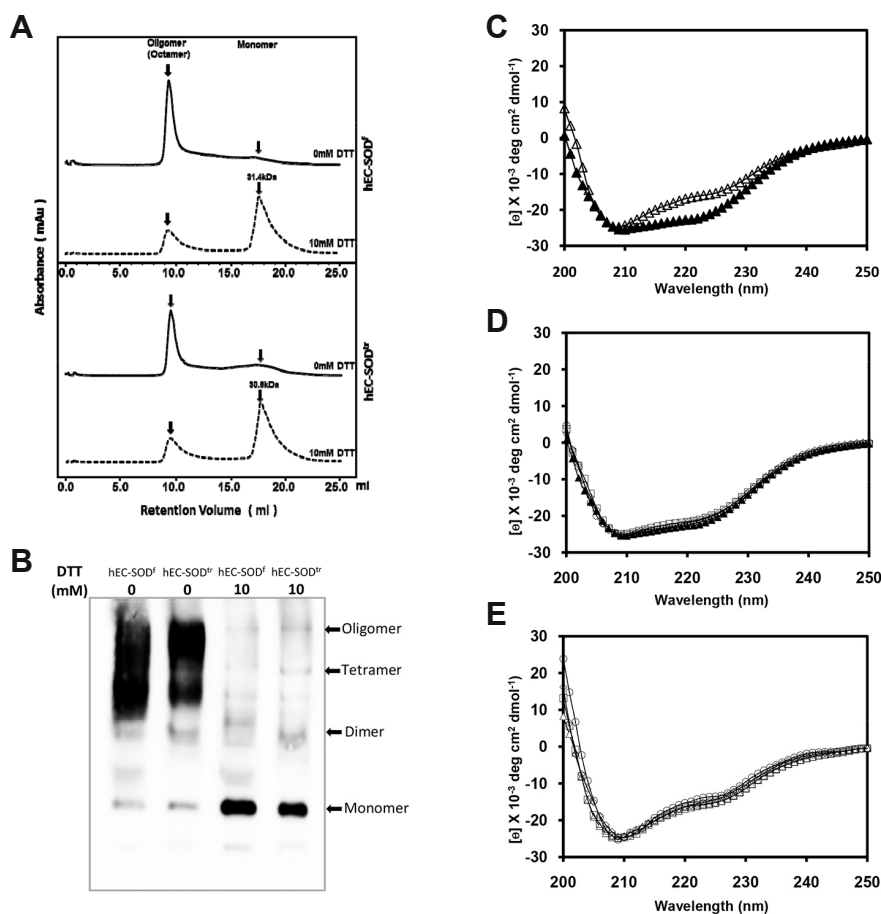 A
Oligomer
(Octamer)
Monomer
0mM DTT
hEC-SODf
31.4kDa
10mM DTT
0.0 5.0 10.0 15.0 20.0 25.0
Absorbance ( mAu )
0mM DTT
hEC-SODtr
30.6kDa
10mM DTT
0.0 5.0 10.0 15.0 20.0 25.0 ml
Retention Volume ( ml )
B
DTT hEC-SODf hEC-SODtr hEC-SODf hEC-SODtr
(mM) 0 0 10 10
Oligomer
Tetramer
Dimer
Monomer
C
30
20
10
0
-10
-20
-30
[ɵ] X 10-3 deg cm2 dmol-1)
200 210 220 230 240 250
Wavelength (nm)
D
30
20
10
0
-10
-20
-30
[ɵ] X 10-3 deg cm2 dmol-1)
200 210 220 230 240 250
Wavelength (nm)
E
30
20
10
0
-10
-20
-30
[ɵ] X 10-3 deg cm2 dmol-1)
200 210 220 230 240 250
Wavelength (nm)